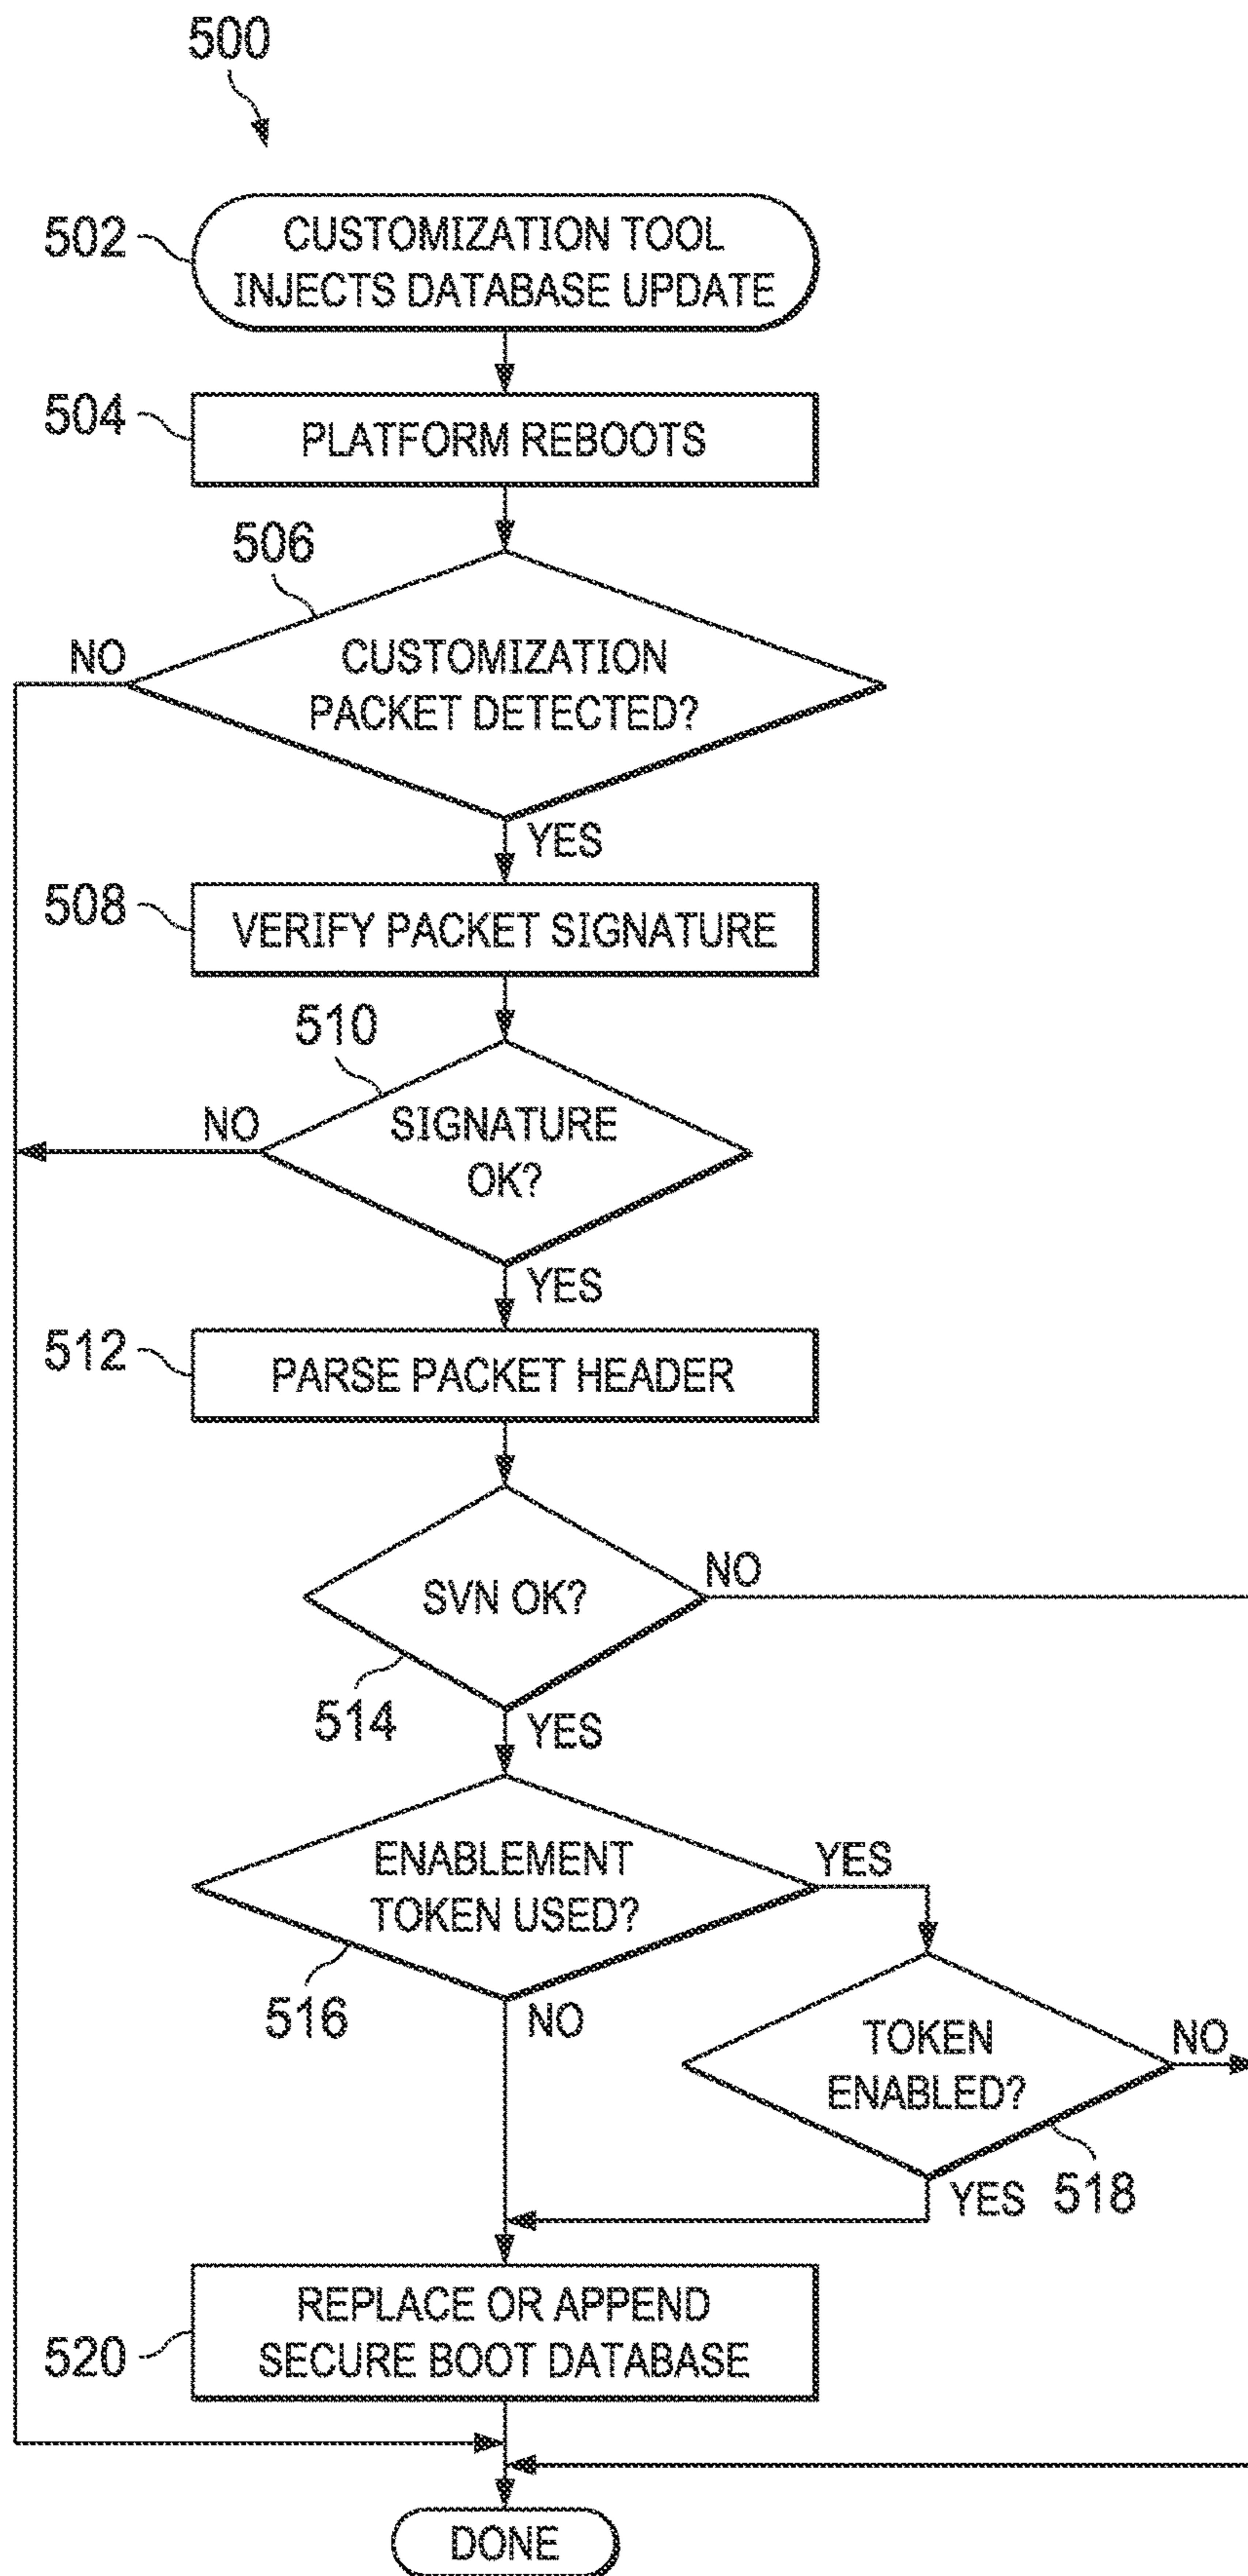 500
502
CUSTOMIZATION TOOL
INJECTS DATABASE UPDATE
504
PLATFORM REBOOTS
506
NO
CUSTOMIZATION
PACKET DETECTED?
YES
508
VERIFY PACKET SIGNATURE
510
NO
SIGNATURE
OK?
YES
512
PARSE PACKET HEADER
SVN OK?
NO
514
YES
ENABLEMENT
TOKEN USED?
YES
516
NO
TOKEN
ENABLED?
NO
YES
518
520
REPLACE OR APPEND
SECURE BOOT DATABASE
DONE